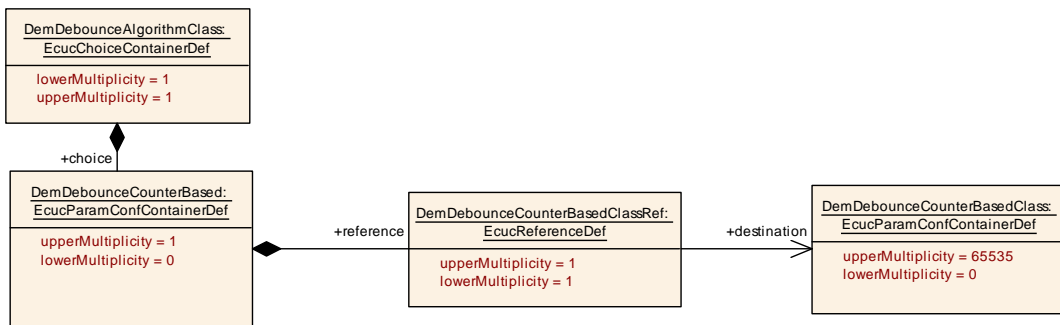 DemDebounceAlgorithmClass:
EcucChoiceContainerDef
lowerMultiplicity = 1
upperMultiplicity = 1
+choice
DemDebounceCounterBased:
EcucParamConfContainerDef
upperMultiplicity = 1
lowerMultiplicity = 0
+reference
DemDebounceCounterBasedClassRef:
EcucReferenceDef
upperMultiplicity = 1
lowerMultiplicity = 1
+destination
DemDebounceCounterBasedClass:
EcucParamConfContainerDef
upperMultiplicity = 65535
lowerMultiplicity = 0